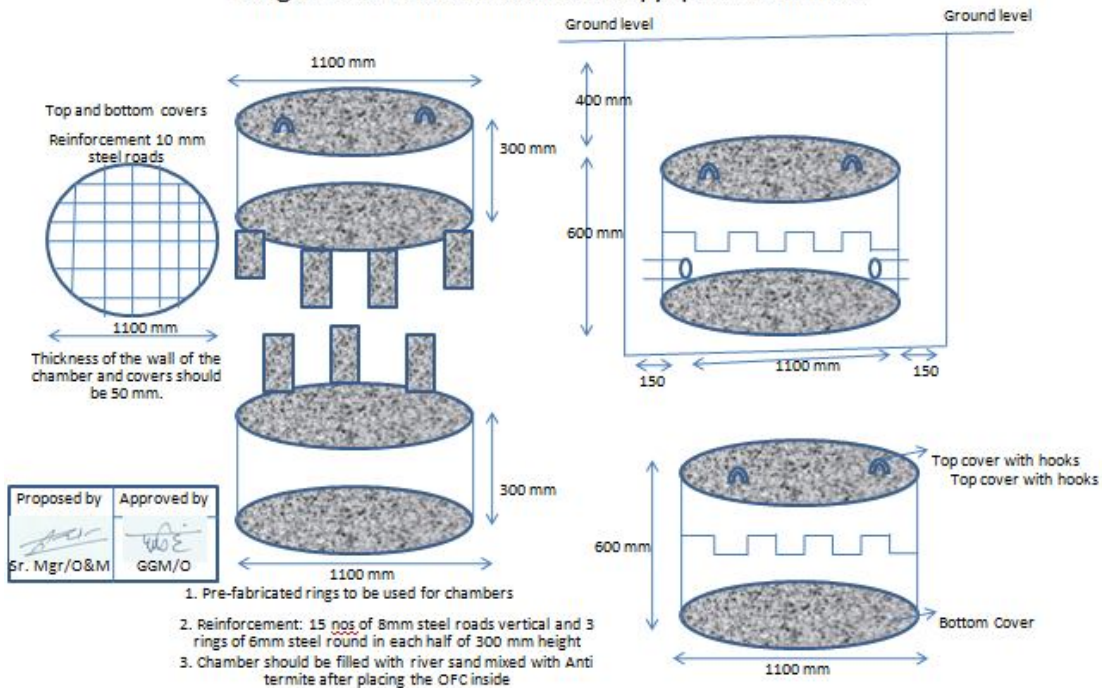 Ground level
Ground level
1100 mm
400 mm
Top and bottom covers
Reinforcement 10 mm
steel roads
300 mm
600 mm
1100 mm
Thickness of the wall of the
chamber and covers should
be 50 mm.
1100 mm
150
150
300 mm
Top cover with hooks
Top cover with hooks
Proposed by
Approved by
Sr. Mgr/O&M
GGM/O
600 mm
1100 mm
Bottom Cover
1100 mm
1. Pre-fabricated rings to be used for chambers
2. Reinforcement: 15 nos of 8mm steel roads vertical and 3
rings of 6mm steel round in each half of 300 mm height
3. Chamber should be filled with river sand mixed with Anti
termite after placing the OFC inside